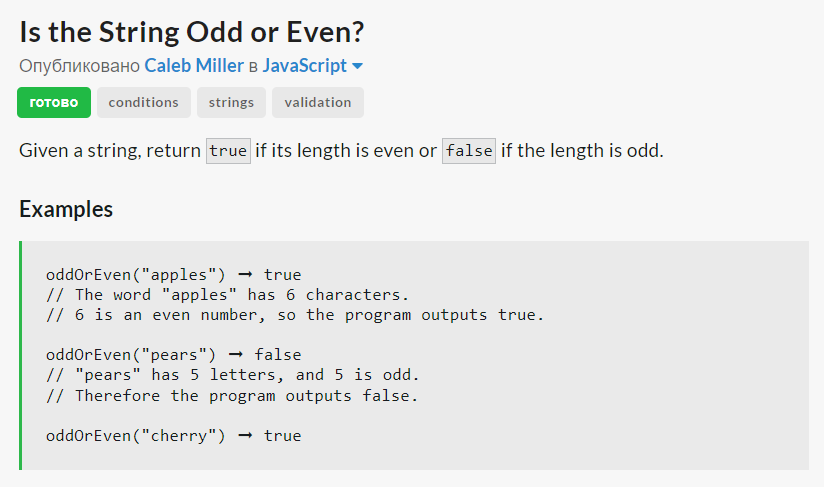 Is the String Odd or Even?
Опубликовано Caleb Miller в JavaScript
готово conditions strings validation
Given a string, return true if its length is even or false if the length is odd.
Examples
oddOrEven("apples") ➞ true
// The word "apples" has 6 characters.
// 6 is an even number, so the program outputs true.
oddOrEven("pears") ➞ false
// "pears" has 5 letters, and 5 is odd.
// Therefore the program outputs false.
oddOrEven("cherry") ➞ true